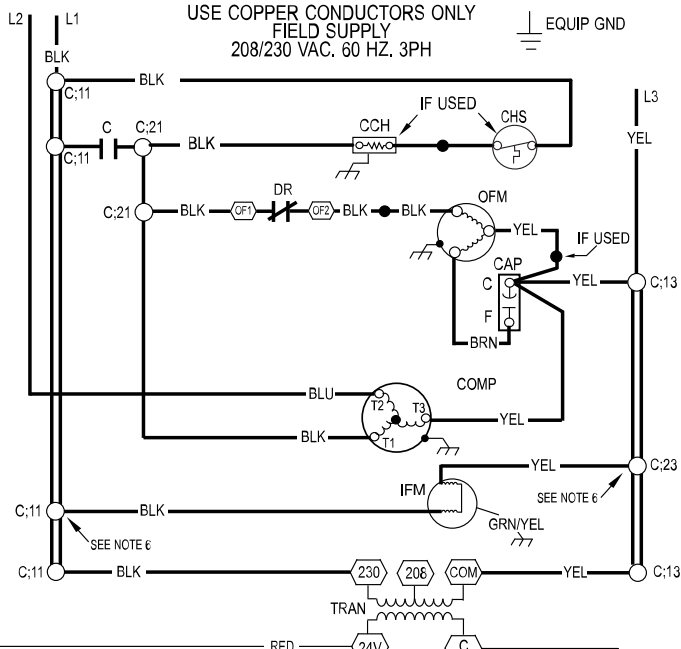 USE COPPER CONDUCTORS ONLY
FIELD SUPPLY
208/230 VAC. 60 HZ. 3PH
EQUIP GND
L2
L1
BLK
C;11
BLK
IF USED
CCH
CHS
L3
YEL
C;11
C
C;21
BLK
C;21
BLK
OF1
DR
OF2
BLK
BLK
OFM
YEL
IF USED
CAP
C
F
YEL
C;13
BRN
COMP
BLU
T2
T3
T1
YEL
BLK
YEL
C;23
IFM
SEE NOTE 6
C;11
BLK
GRN/YEL
SEE NOTE 6
C;11
BLK
230
208
COM
YEL
C;13
TRAN
RED
24V
C